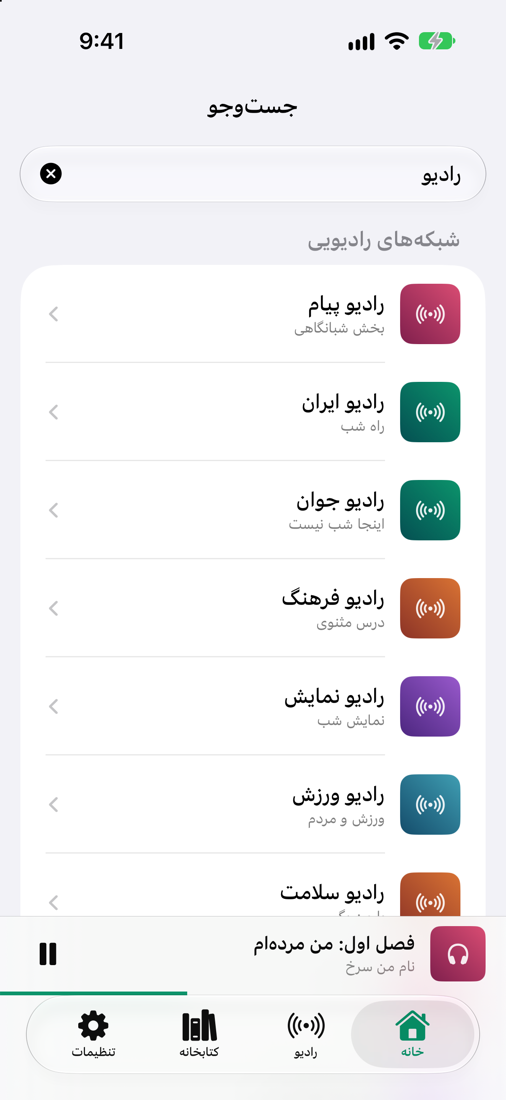 9:41
جست‌وجو
رادیو
شبکه‌های رادیویی
رادیو پیام
بخش شبانگاهی
رادیو ایران
راه شب
رادیو جوان
اینجا شب نیست
رادیو فرهنگ
درس مثنوی
رادیو نمایش
نمایش شب
رادیو ورزش
ورزش و مردم
رادیو سلامت
فصل اول: من مرده‌ام
نام من سرخ
خانه
رادیو
کتابخانه
تنظیمات